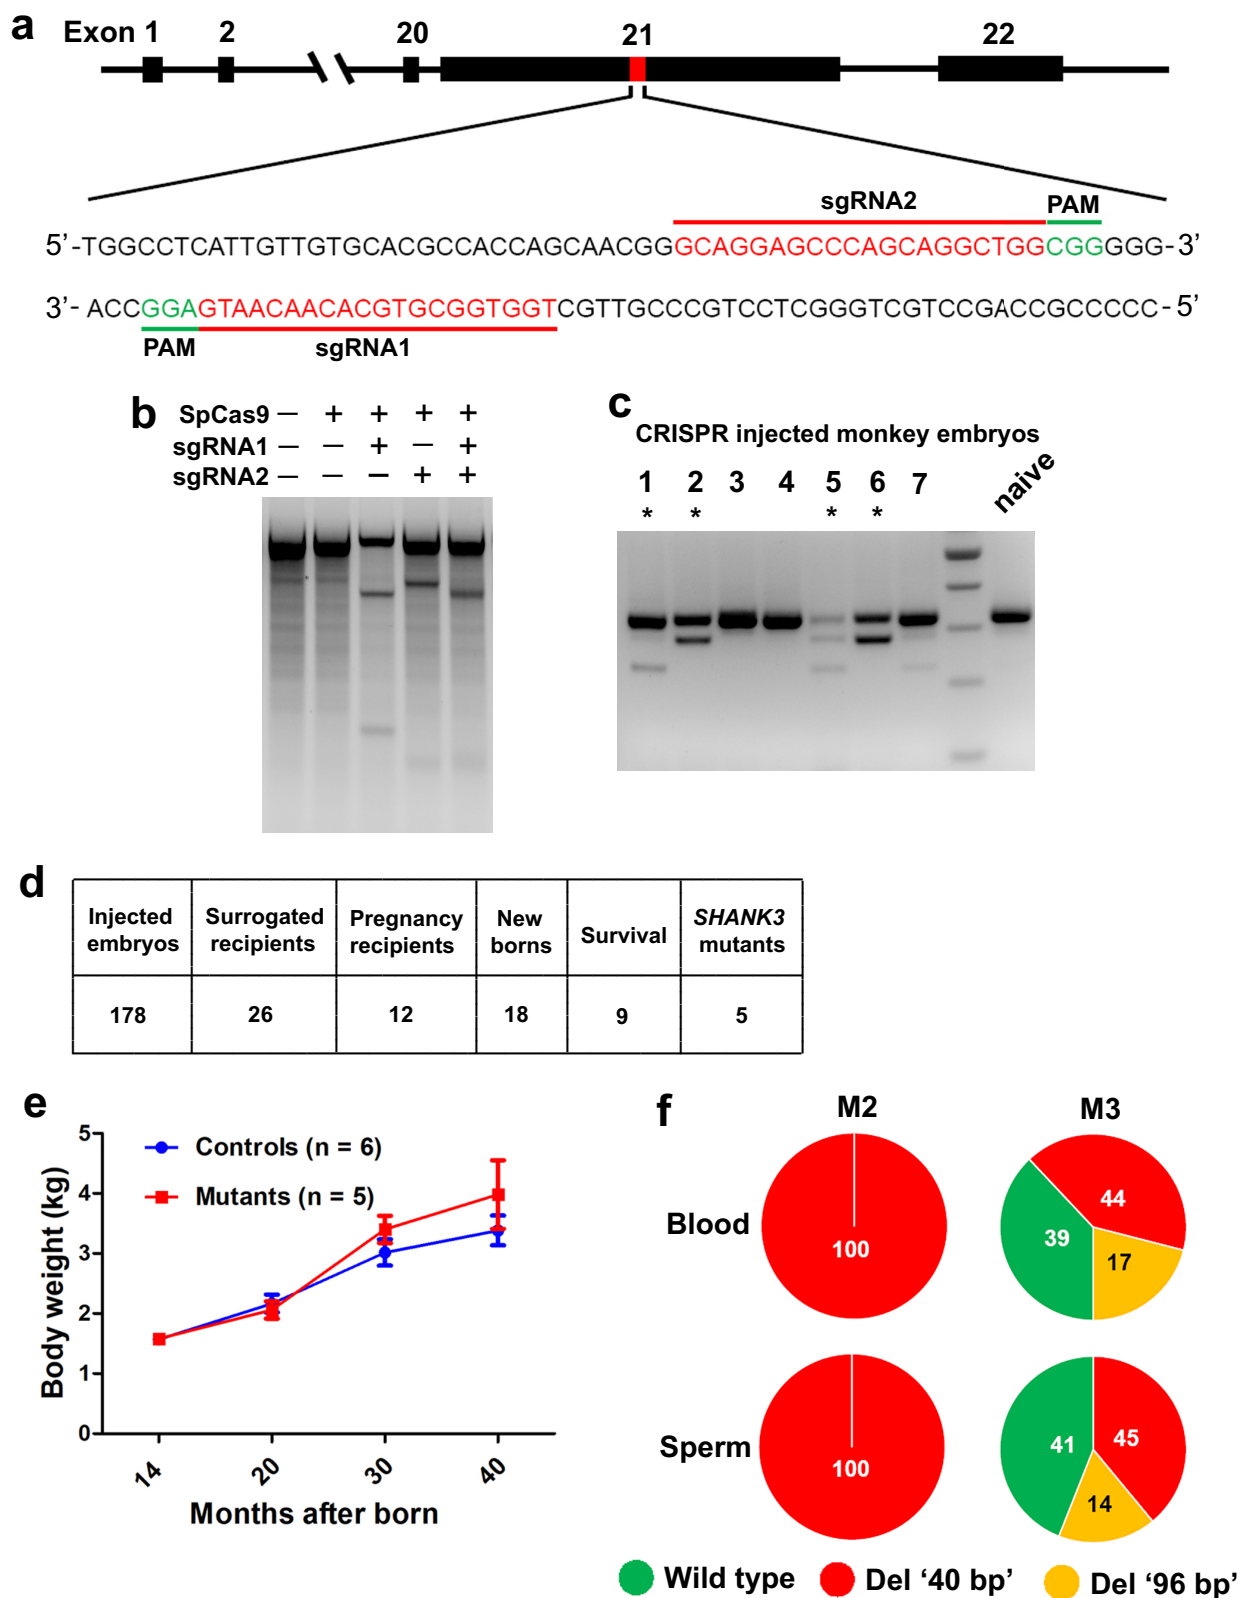 a
Exon 1 2 20 21 22
sgRNA2 PAM
5’-TGGCCTCATTGTTGTGCACGCCACCAGCAACGGGCAGGAGCCCAGCAGGCTGGCGGGGG-3’
3’- ACCGGAGTAACAACACGTGCGGTGGTCGTTGCCCGTCCTCGGGTCGTCCGACCGCCCCC-5’
PAM sgRNA1
b
SpCas9 — + + + +
sgRNA1 — — + — +
sgRNA2 — — — + +
c
CRISPR injected monkey embryos
1 2 3 4 5 6 7 naive
* * * *
d
Injected embryos
Surrogated recipients
Pregnancy recipients
New borns
Survival
SHANK3 mutants
178 26 12 18 9 5
e
Controls (n = 6)
Mutants (n = 5)
Body weight (kg)
5
4
3
2
1
0
14 20 30 40
Months after born
f
M2 M3
Blood
100
39 44 17
Sperm
100
41 45 14
Wild type Del ‘40 bp’ Del ‘96 bp’